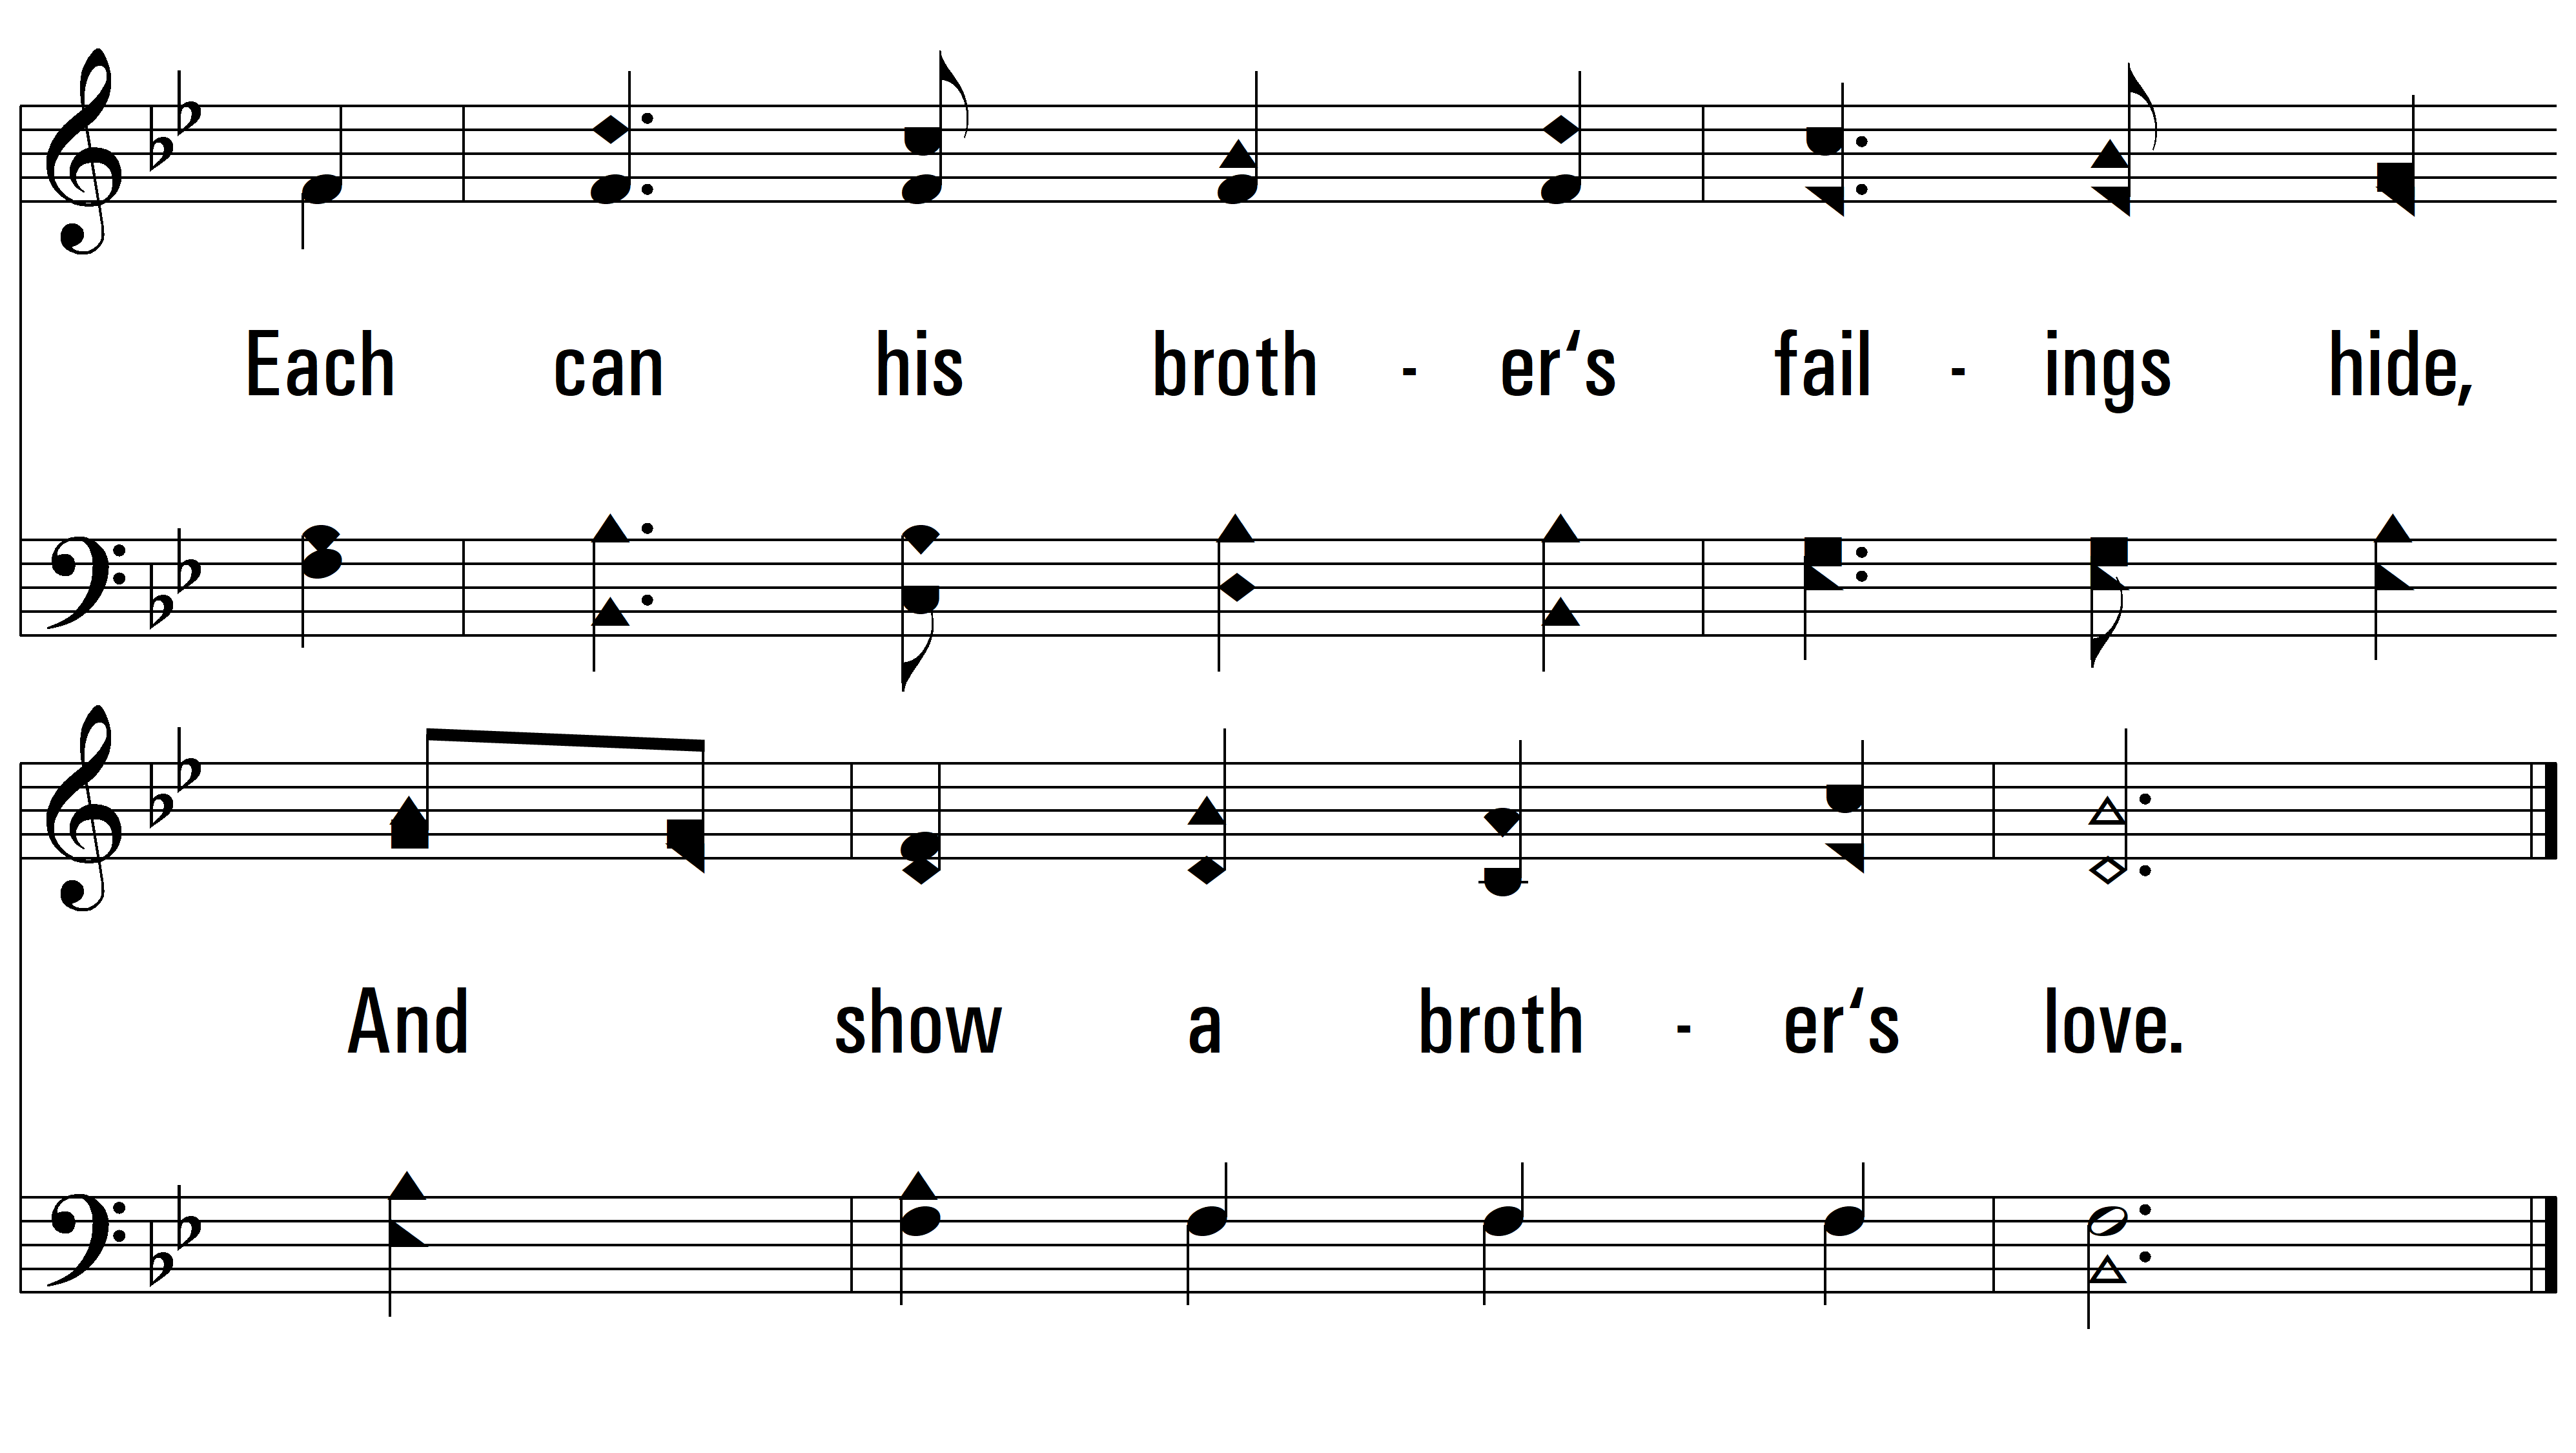 Each can his broth - er‘s fail - ings hide,
And show a broth - er‘s love.